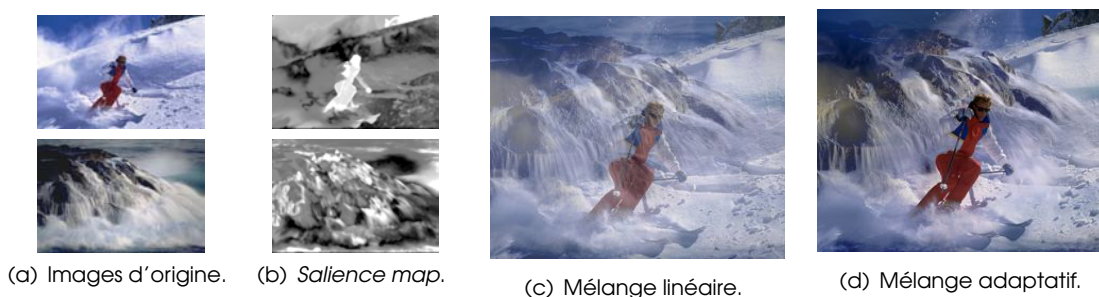 (a) Images d'origine.
(b) Salience map.
(c) Mélange linéaire.
(d) Mélange adaptatif.